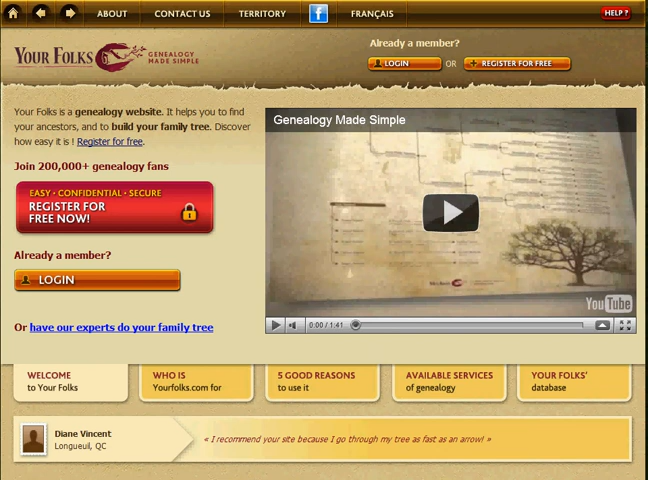 ABOUT
CONTACT US
TERRITORY
f
FRANÇAIS
HELP ?
YOUR FOLKS
GENEALOGY
MADE SIMPLE
Already a member?
LOGIN
OR
REGISTER FOR FREE
Your Folks is a genealogy website. It helps you to find
your ancestors, and to build your family tree. Discover
how easy it is ! Register for free.
Join 200,000+ genealogy fans
EASY • CONFIDENTIAL • SECURE
REGISTER FOR
FREE NOW!
Already a member?
LOGIN
Or have our experts do your family tree
Genealogy Made Simple
YouTube
0:00 / 1:41
WELCOME
to Your Folks
WHO IS
Yourfolks.com for
5 GOOD REASONS
to use it
AVAILABLE SERVICES
of genealogy
YOUR FOLKS'
database
Diane Vincent
Longueuil, QC
« I recommend your site because I go through my tree as fast as an arrow! »